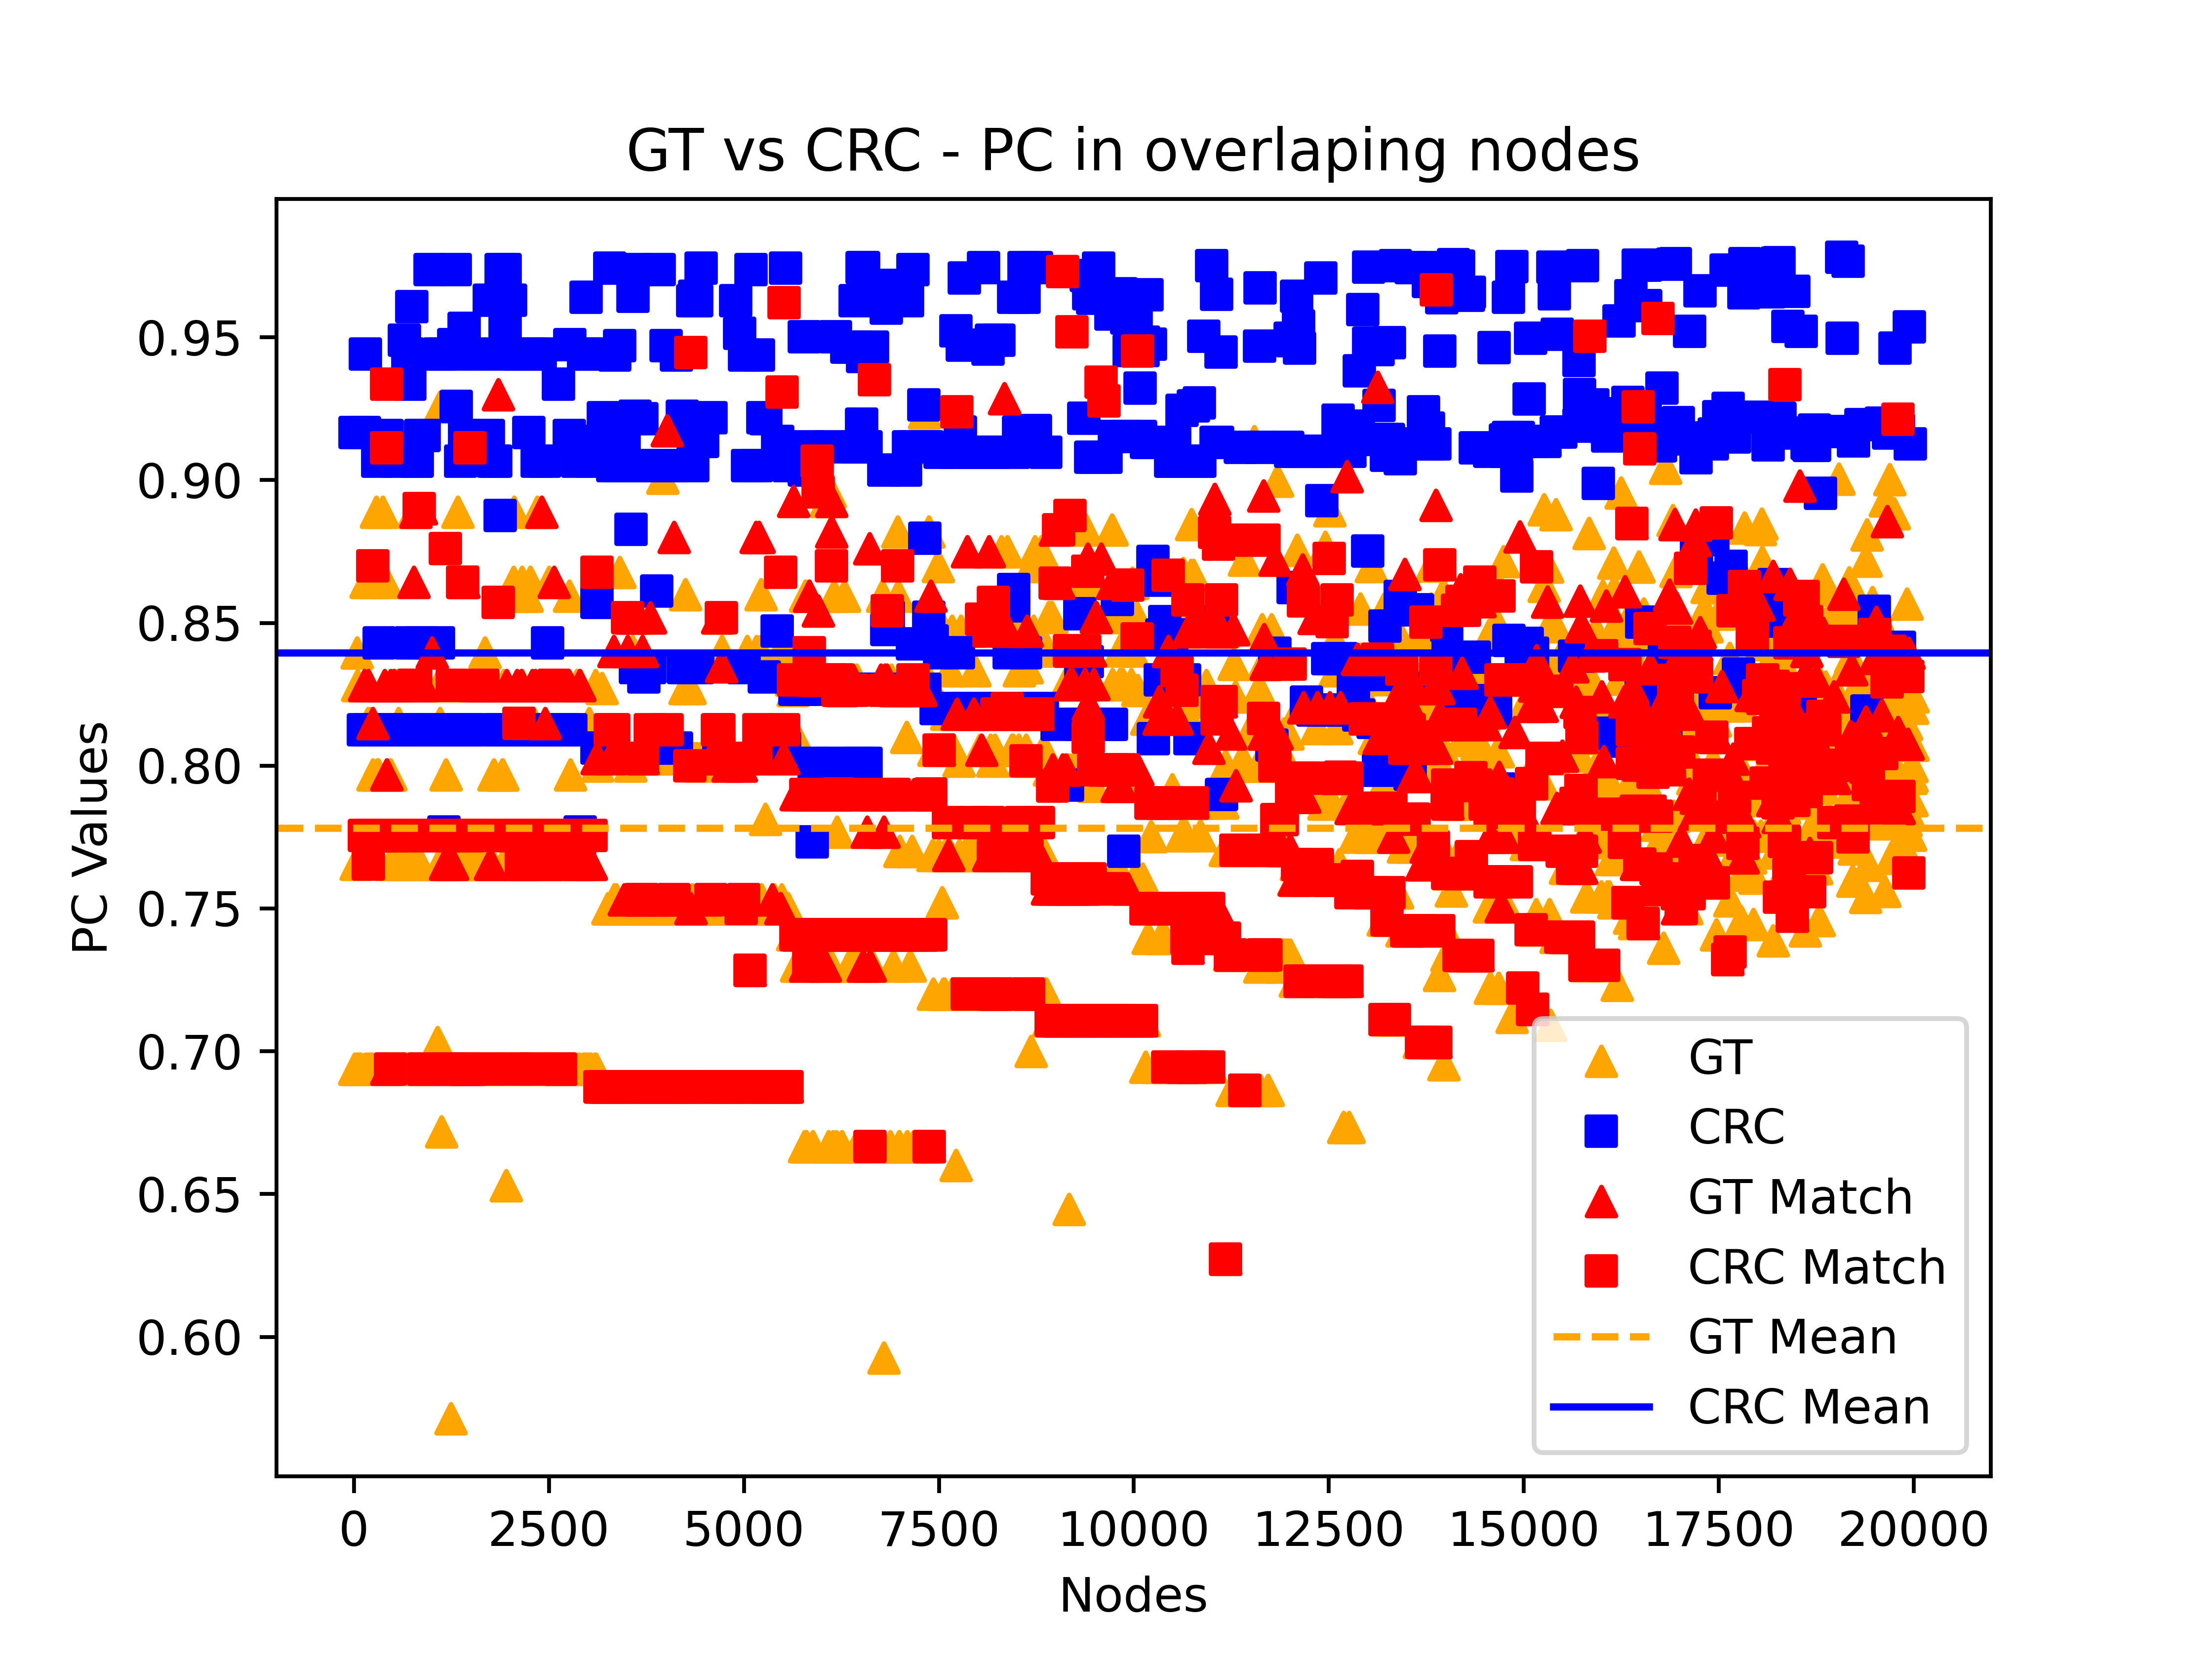 GT vs CRC - PC in overlaping nodes
PC Values
0.95
0.90
0.85
0.80
0.75
0.70
0.65
0.60
GT
CRC
GT Match
CRC Match
GT Mean
CRC Mean
0 2500 5000 7500 10000 12500 15000 17500 20000
Nodes